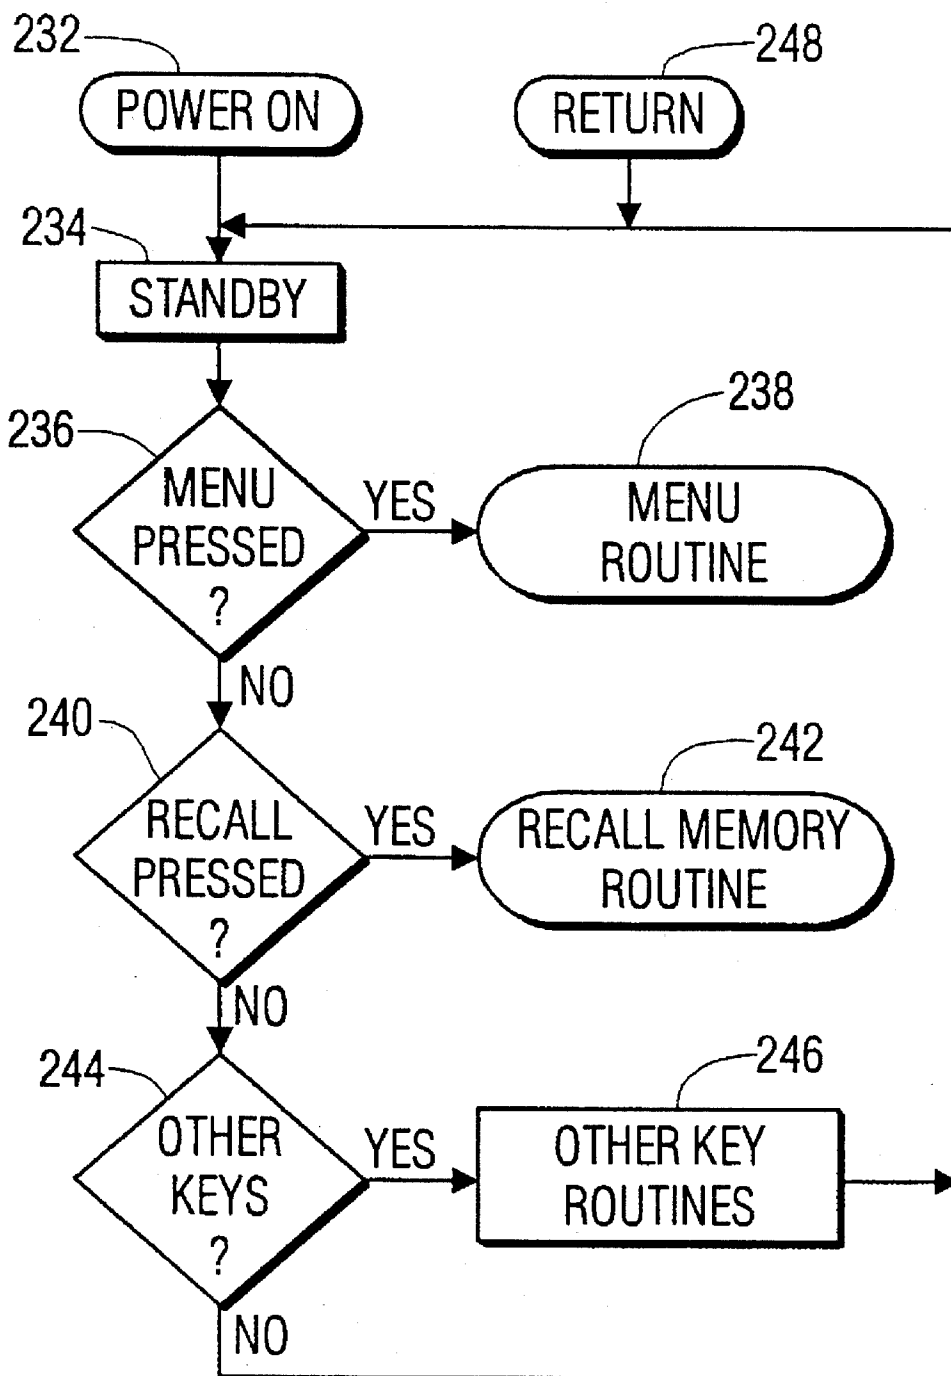 232
POWER ON
248
RETURN
234
STANDBY
236
MENU
PRESSED
?
YES
238
MENU
ROUTINE
NO
240
RECALL
PRESSED
?
YES
242
RECALL MEMORY
ROUTINE
NO
244
OTHER
KEYS
?
YES
246
OTHER KEY
ROUTINES
NO